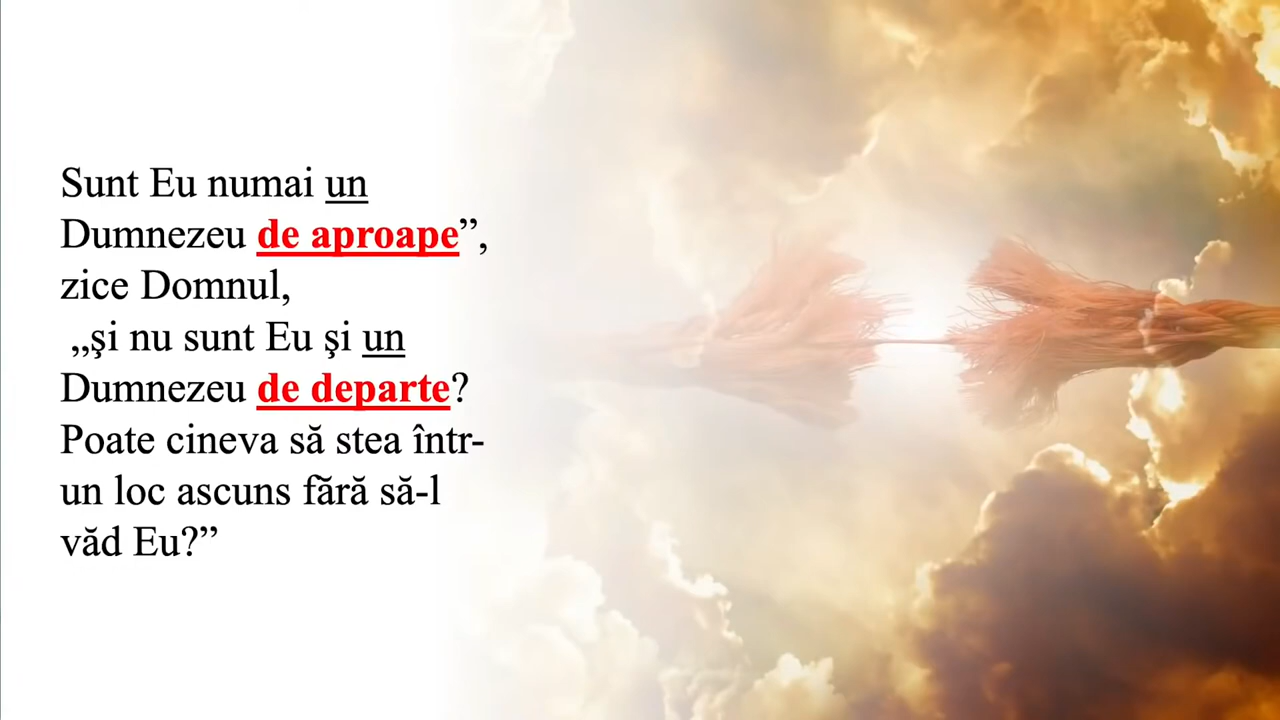 Sunt Eu numai un
Dumnezeu de aproape”,
zice Domnul,
„şi nu sunt Eu şi un
Dumnezeu de departe?
Poate cineva să stea într-
un loc ascuns fără să-l
văd Eu?”